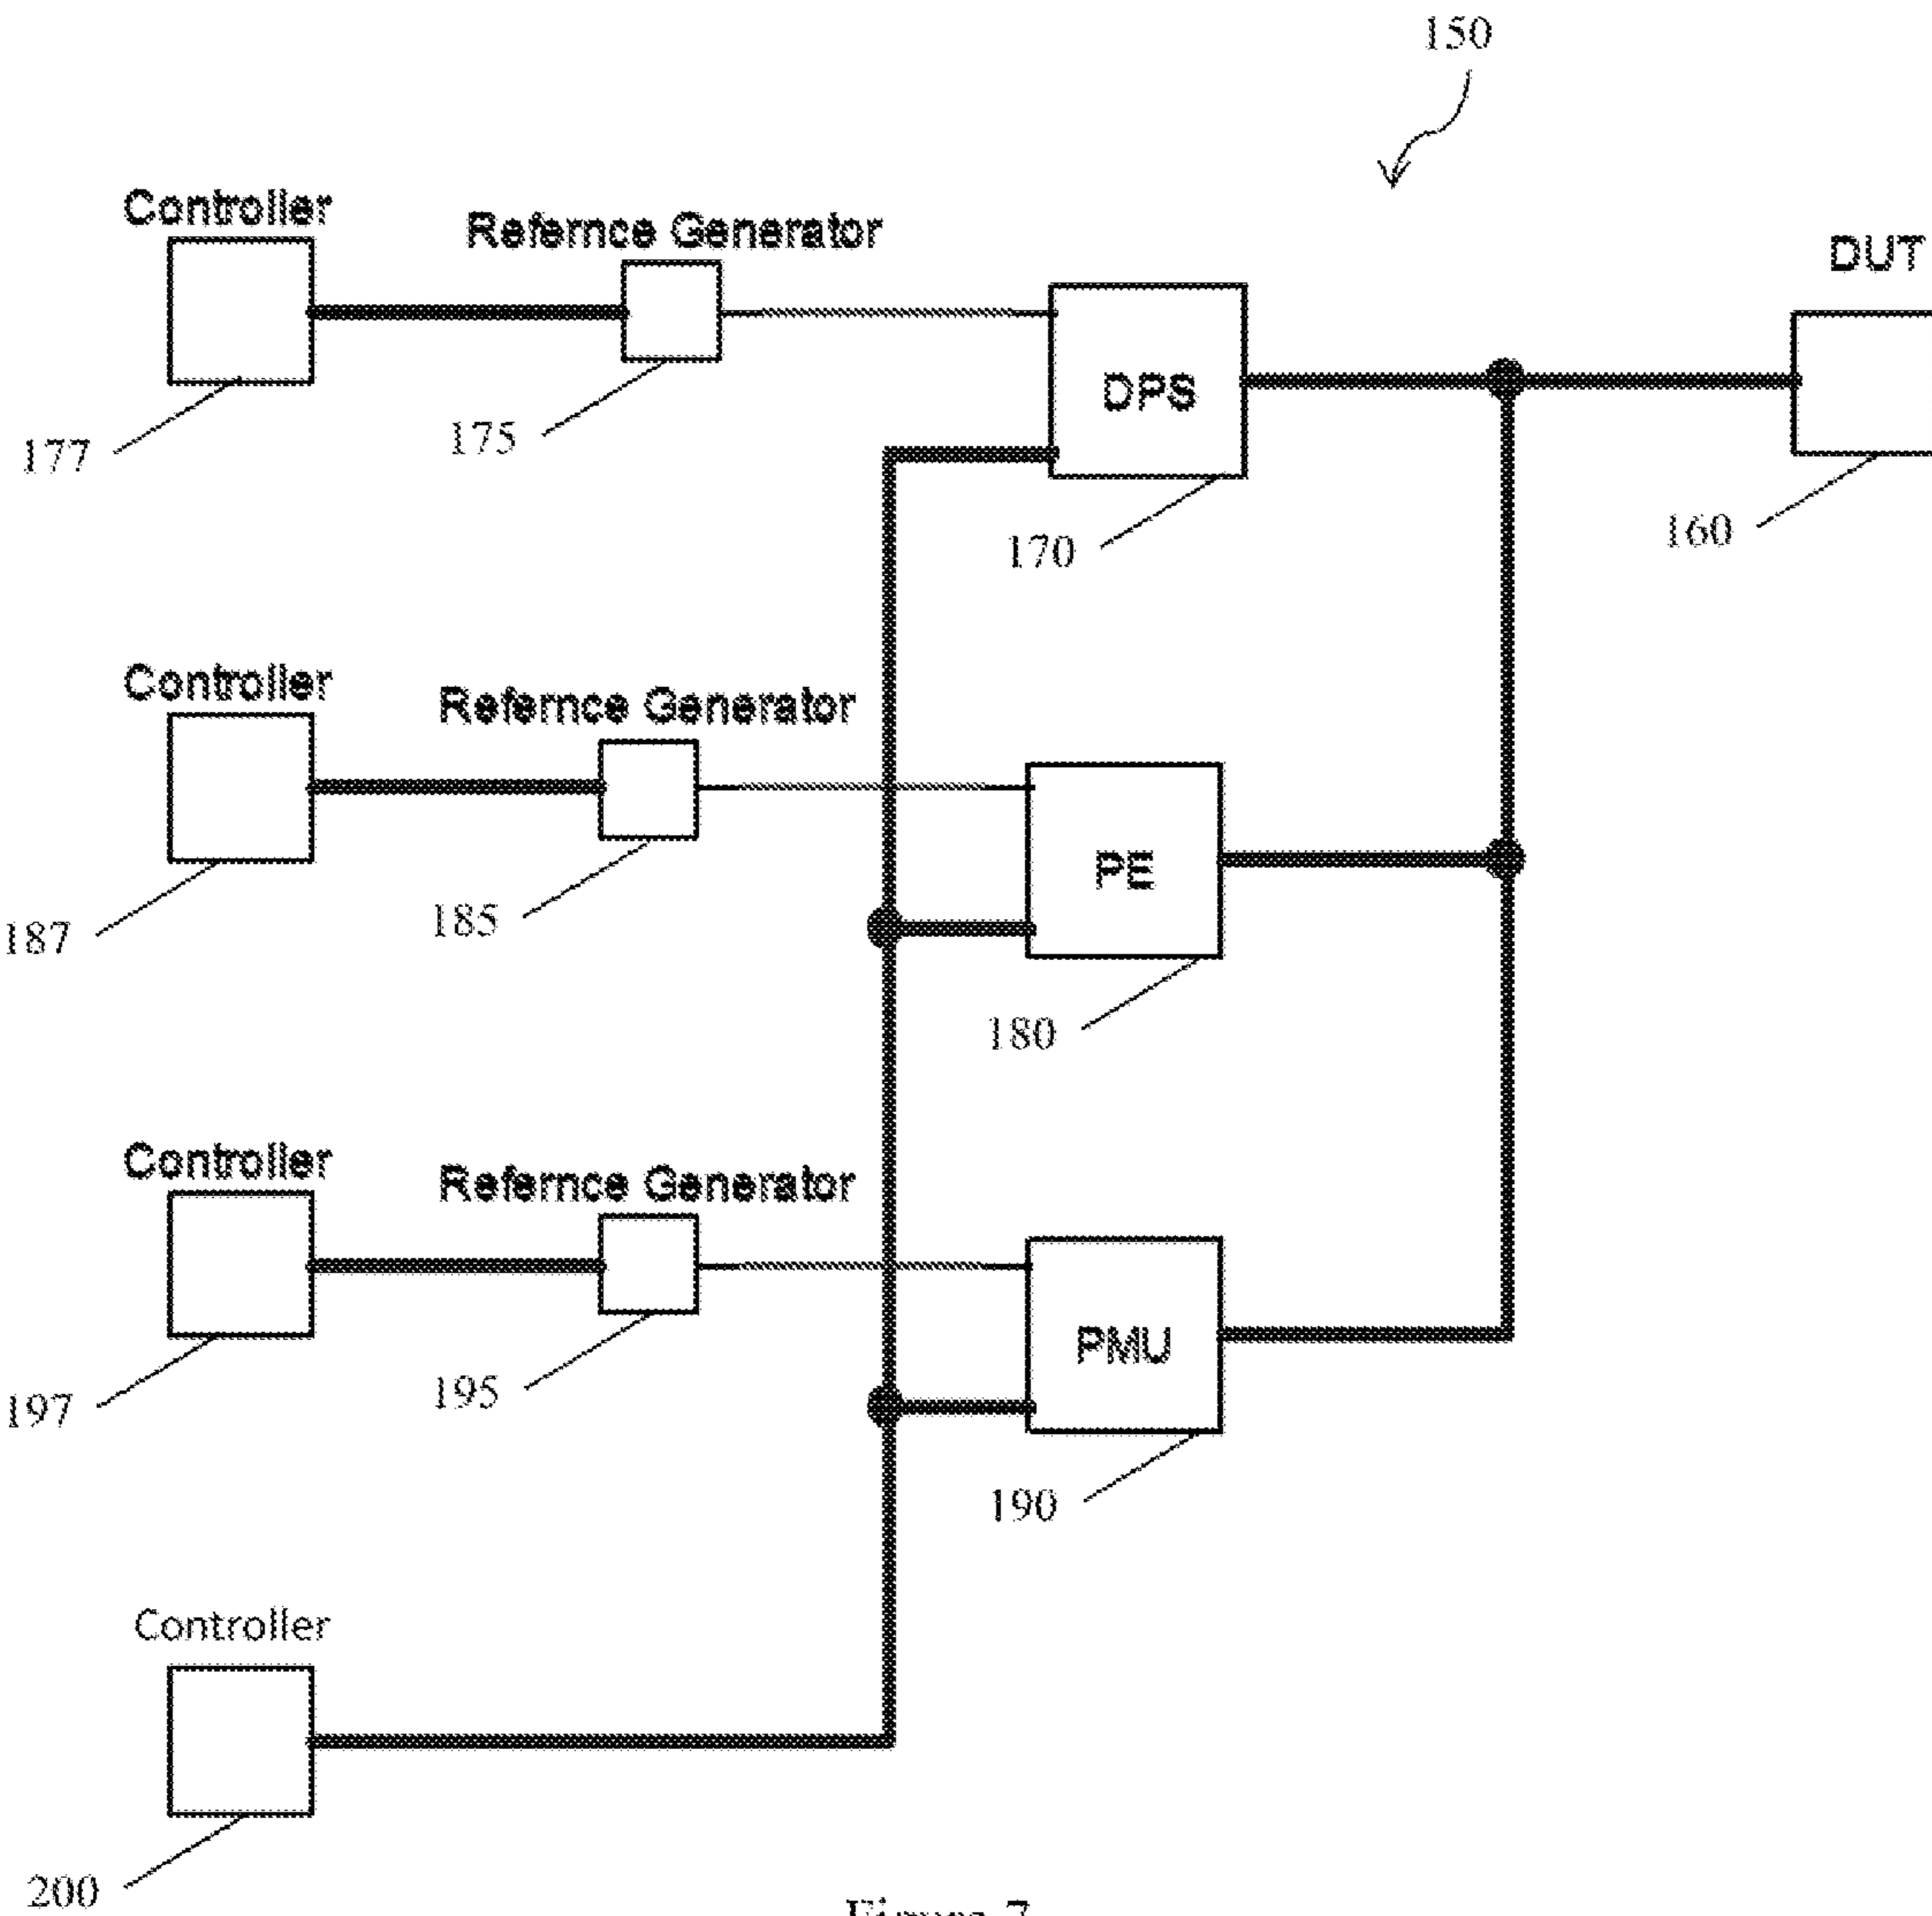 150
Controller
Refernce Generator
DUT
DPS
177
175
170
160
Controller
Refernce Generator
PE
187
185
180
Controller
Refernce Generator
PMU
197
195
190
Controller
200